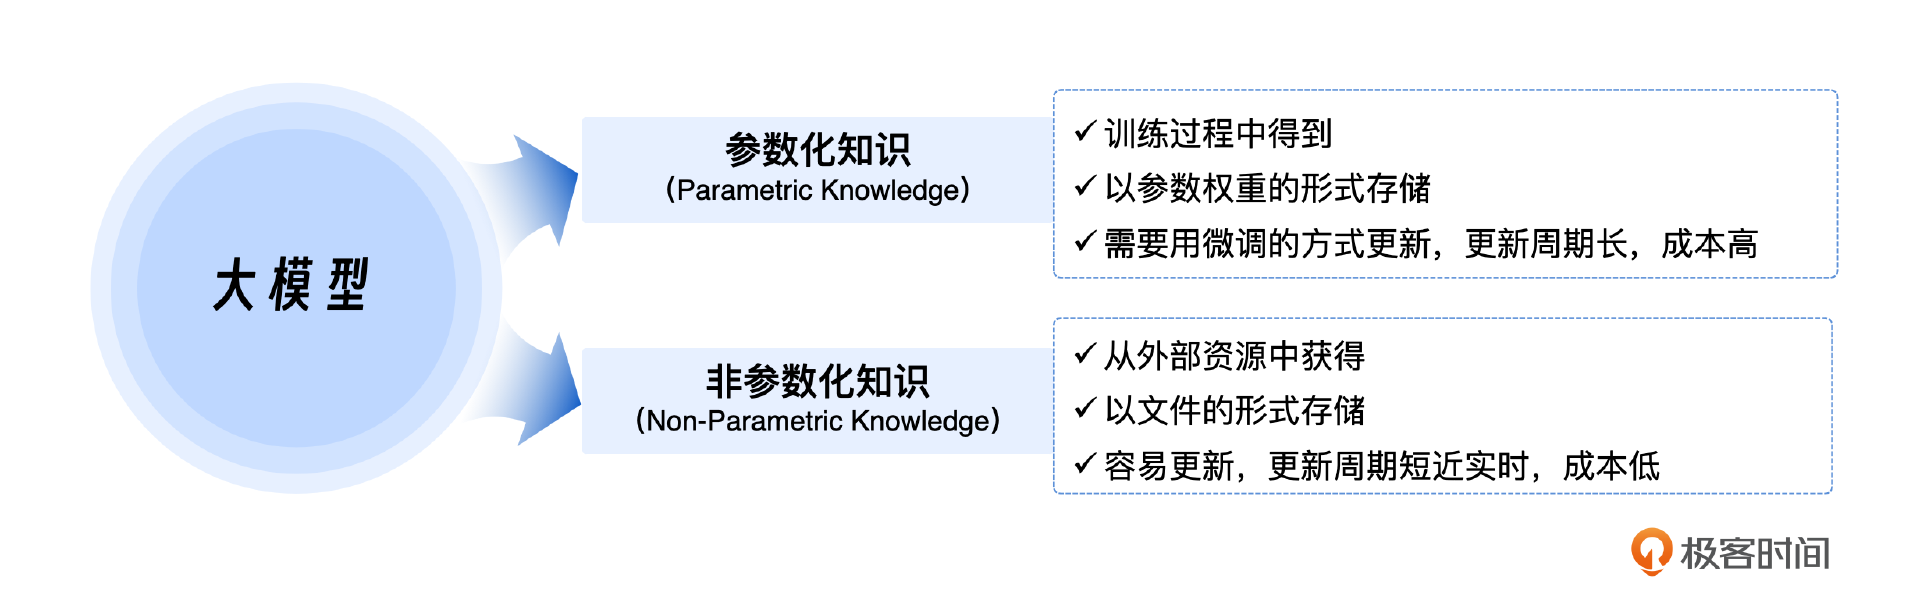 大模型
参数化知识
（Parametric Knowledge）
✓ 训练过程中得到
✓ 以参数权重的形式存储
✓ 需要用微调的方式更新，更新周期长，成本高
非参数化知识
（Non-Parametric Knowledge）
✓ 从外部资源中获得
✓ 以文件的形式存储
✓ 容易更新，更新周期短近实时，成本低
极客时间